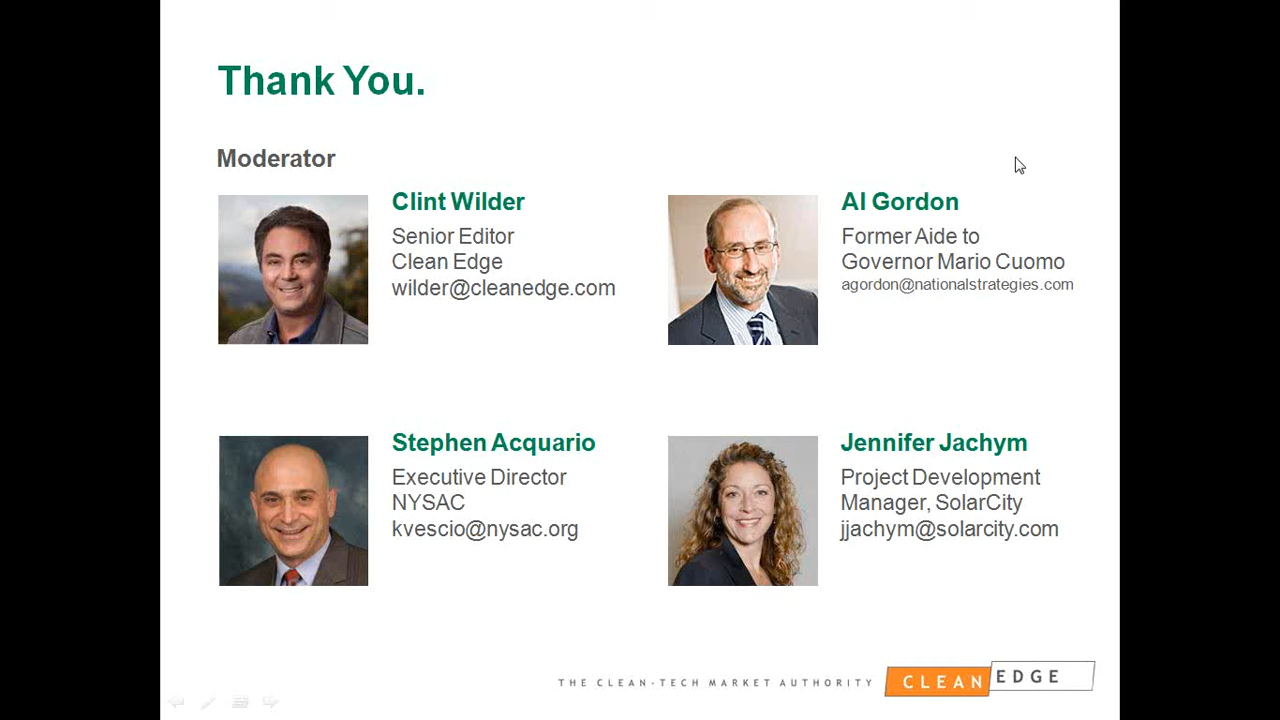 Thank You.
Moderator
Clint Wilder
Senior Editor
Clean Edge
wilder@cleanedge.com
Al Gordon
Former Aide to
Governor Mario Cuomo
agordon@nationalstrategies.com
Stephen Acquario
Executive Director
NYSAC
kvescio@nysac.org
Jennifer Jachym
Project Development
Manager, SolarCity
jjachym@solarcity.com
THE CLEAN-TECH MARKET AUTHORITY
CLEAN EDGE